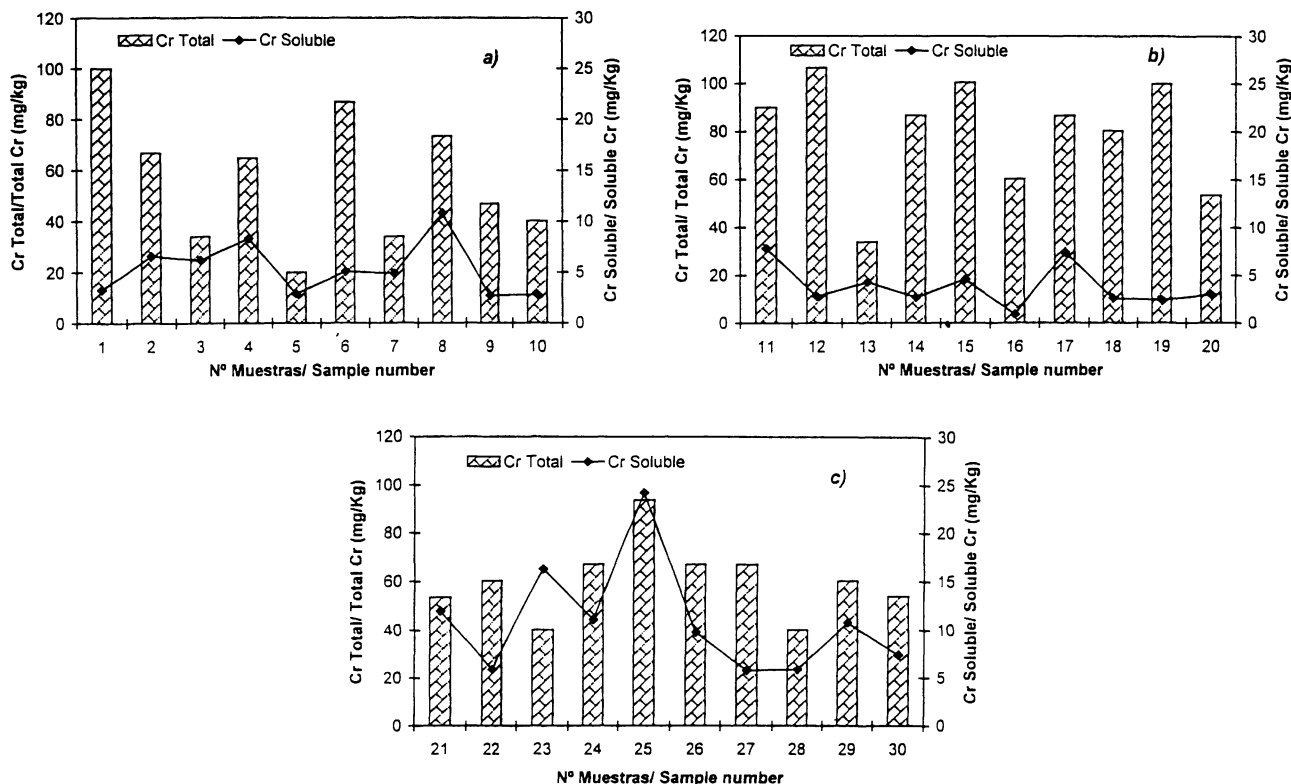 Cr Total Cr Soluble
a)
Cr Total/Total Cr (mg/kg)
120
100
80
60
40
20
0
30
25
20
15
10
5
0
Cr Soluble/ Soluble Cr (mg/Kg)
1 2 3 4 5 6 7 8 9 10
Nº Muestras/ Sample number
Cr Total Cr Soluble
b)
Cr Total/ Total Cr (mg/Kg)
120
100
80
60
40
20
0
30
25
20
15
10
5
0
Cr Soluble/ Soluble Cr (mg/Kg)
11 12 13 14 15 16 17 18 19 20
Nº Muestras/ Sample number
Cr Total Cr Soluble
c)
Cr Total/ Total Cr (mg/Kg)
120
100
80
60
40
20
0
30
25
20
15
10
5
0
Cr Soluble/ Soluble Cr (mg/Kg)
21 22 23 24 25 26 27 28 29 30
Nº Muestras/ Sample number